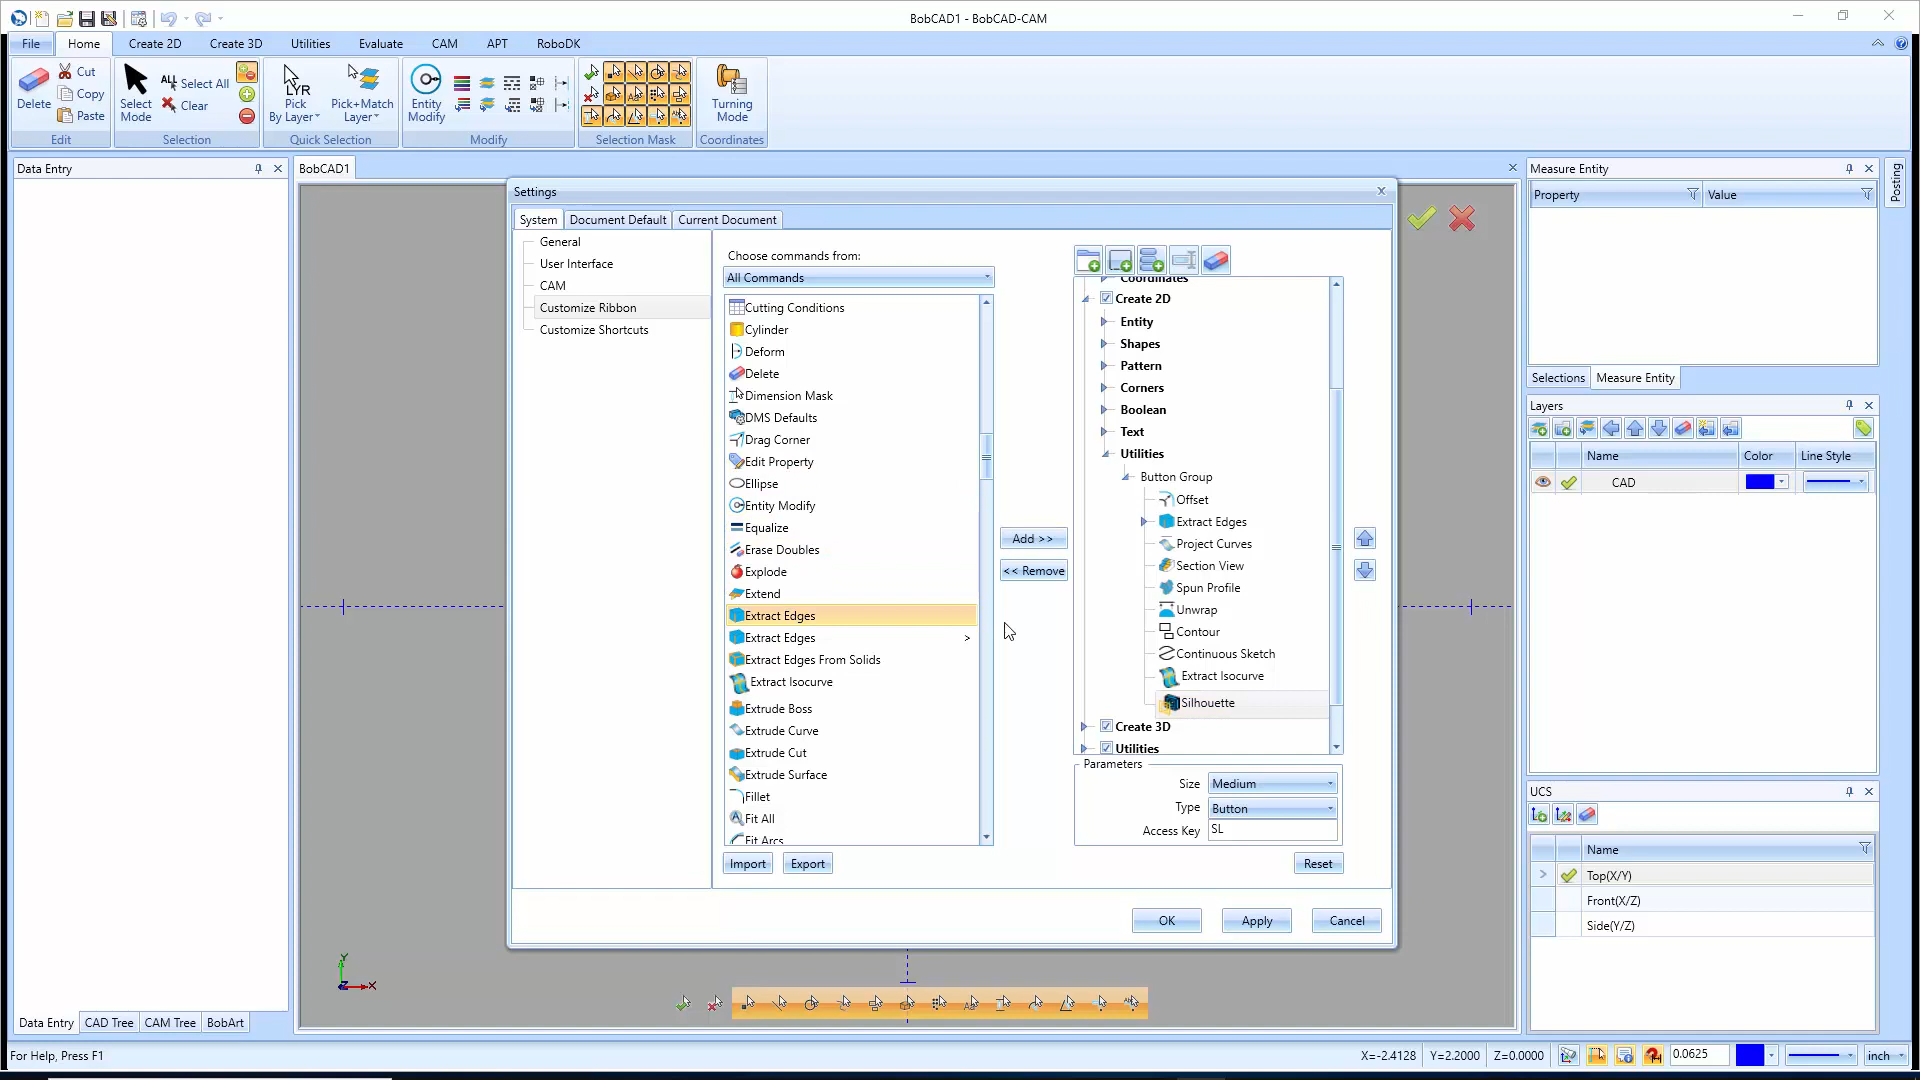 BobCAD1 - BobCAD-CAM
File
Home
Create 2D
Create 3D
Utilities
Evaluate
CAM
APT
RoboDK
Delete
Cut
Copy
Paste
Edit
Select Mode
ALL Select All
Clear
Selection
LYR
Pick By Layer
Pick+Match Layer
Quick Selection
Entity Modify
Modify
Selection Mask
Turning Mode
Coordinates
Data Entry
BobCAD1
Settings
System
Document Default
Current Document
General
User Interface
CAM
Customize Ribbon
Customize Shortcuts
Choose commands from:
All Commands
Cutting Conditions
Cylinder
Deform
Delete
Dimension Mask
DMS Defaults
Drag Corner
Edit Property
Ellipse
Entity Modify
Equalize
Erase Doubles
Explode
Extend
Extract Edges
Extract Edges >
Extract Edges From Solids
Extract Isocurve
Extrude Boss
Extrude Curve
Extrude Cut
Extrude Surface
Fillet
Fit All
Fit Arcs
Import
Export
Add >>
<< Remove
Coordinates
Create 2D
Entity
Shapes
Pattern
Corners
Boolean
Text
Utilities
Button Group
Offset
Extract Edges
Project Curves
Section View
Spun Profile
Unwrap
Contour
Continuous Sketch
Extract Isocurve
Silhouette
Create 3D
Utilities
Parameters
Size Medium
Type Button
Access Key SL
Reset
OK
Apply
Cancel
Measure Entity
Property
Value
Selections
Measure Entity
Layers
Name
Color
Line Style
CAD
UCS
Name
Top(X/Y)
Front(X/Z)
Side(Y/Z)
Posting
Y
Z
X
Data Entry
CAD Tree
CAM Tree
BobArt
For Help, Press F1
X=-2.4128
Y=2.2000
Z=0.0000
0.0625
inch